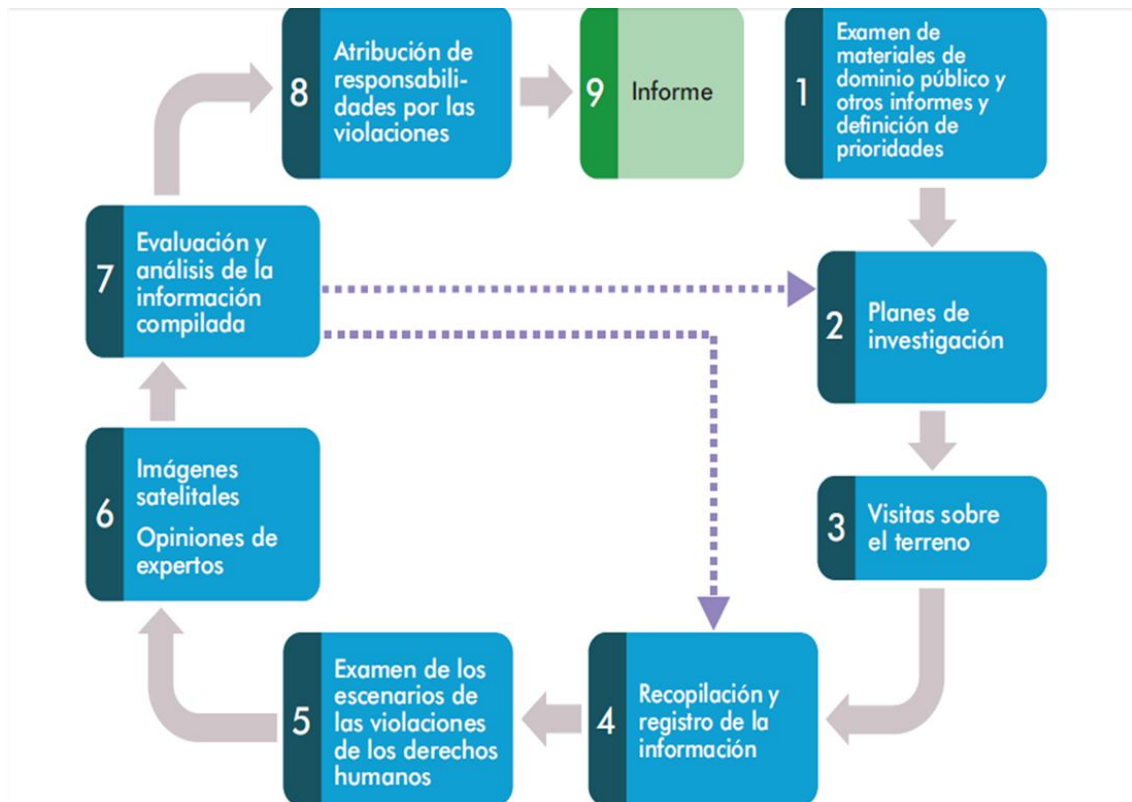 1
Examen de
materiales de
dominio público y
otros informes y
definición de
prioridades
2
Planes de
investigación
3
Visitas sobre
el terreno
4
Recopilación y
registro de la
información
5
Examen de los
escenarios de
las violaciones
de los derechos
humanos
6
Imágenes
satelitales
Opiniones de
expertos
7
Evaluación y
análisis de la
información
compilada
8
Atribución de
responsabili-
dades por las
violaciones
9
Informe